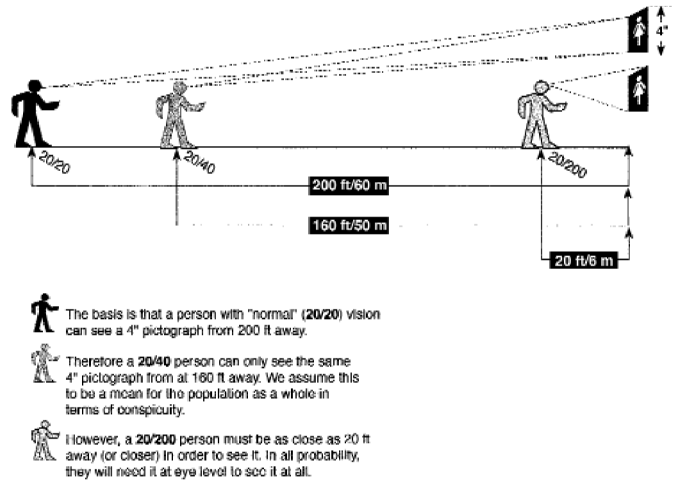 4"
20/20
20/40
20/200
200 ft/60 m
160 ft/50 m
20 ft/6 m
The basis is that a person with "normal" (20/20) vision
can see a 4" pictograph from 200 ft away.
Therefore a 20/40 person can only see the same
4" pictograph from at 160 ft away. We assume this
to be a mean for the population as a whole in
terms of conspicuity.
However, a 20/200 person must be as close as 20 ft
away (or closer) in order to see it. In all probability,
they will need it at eye level to see it at all.